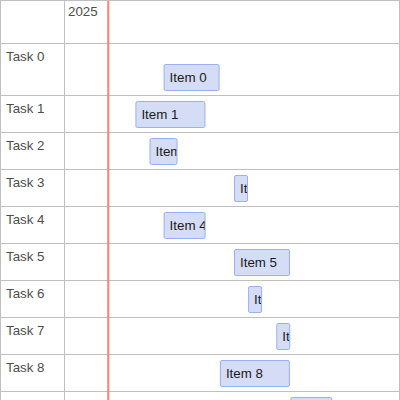 2025
Task 0
Item 0
Task 1
Item 1
Task 2
Item
Task 3
It
Task 4
Item 4
Task 5
Item 5
Task 6
It
Task 7
It
Task 8
Item 8